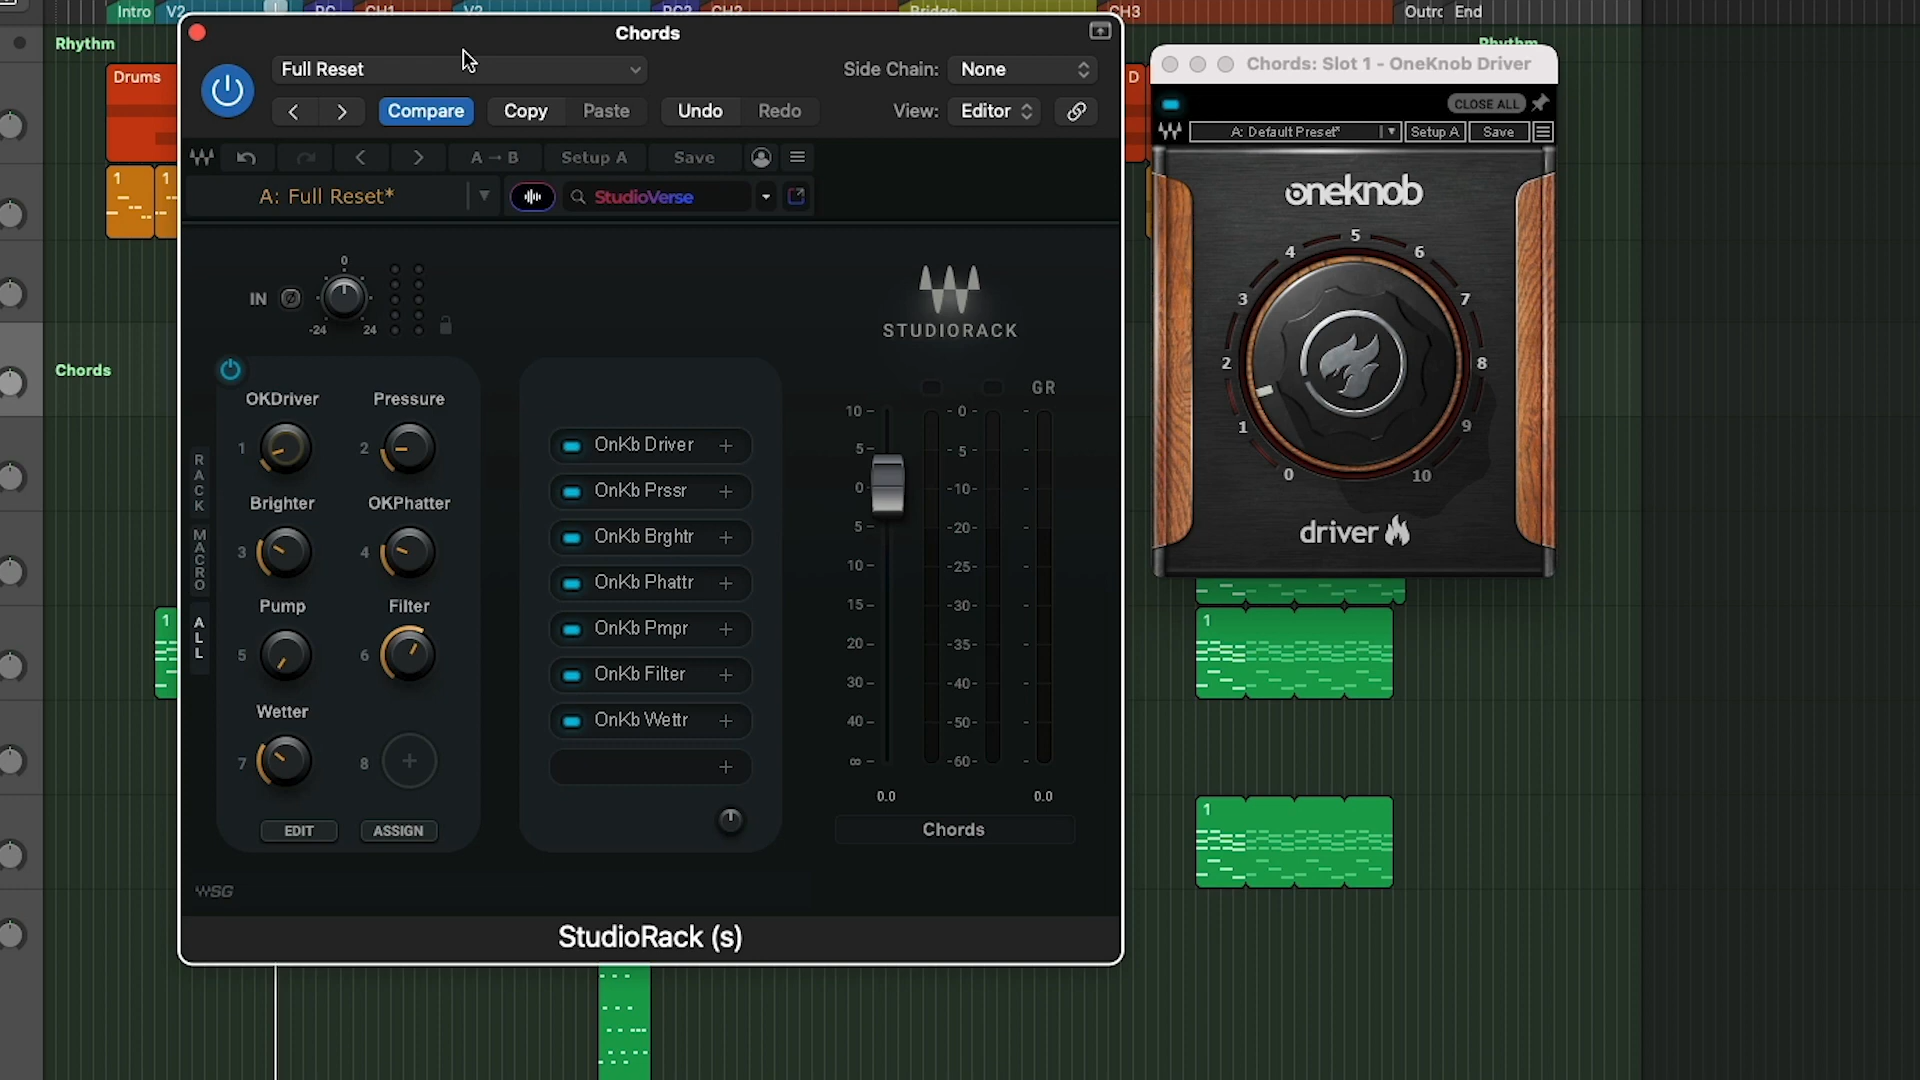 Intro V2 PC CH1 V2 PC2 CH2 Bridge CH3 Outro End
Rhythm
Rhythm
Drums
D
1 1
Chords
1
1
1
Chords
Full Reset
Side Chain: None
Compare Copy Paste Undo Redo
View: Editor
A→B Setup A Save
A: Full Reset* StudioVerse
0
IN
-24 24
STUDIORACK
RACK
MACRO
ALL
OKDriver Pressure
1 2
Brighter OKPhatter
3 4
Pump Filter
5 6
Wetter
7 8 +
EDIT ASSIGN
OnKb Driver +
OnKb Prssr +
OnKb Brghtr +
OnKb Phattr +
OnKb Pmpr +
OnKb Filter +
OnKb Wettr +
+
GR
10 - - 0 - -
5 - - 5 - -
0 -10- -
5 - -20- -
10 - -25- -
15 - -30- -
20 - -35- -
30 - -40- -
40 - -50- -
∞ - -60- -
0.0 0.0
Chords
WSG
StudioRack (s)
Chords: Slot 1 - OneKnob Driver
CLOSE ALL
A: Default Preset* Setup A Save
oneknob
0 1 2 3 4 5 6 7 8 9 10
driver